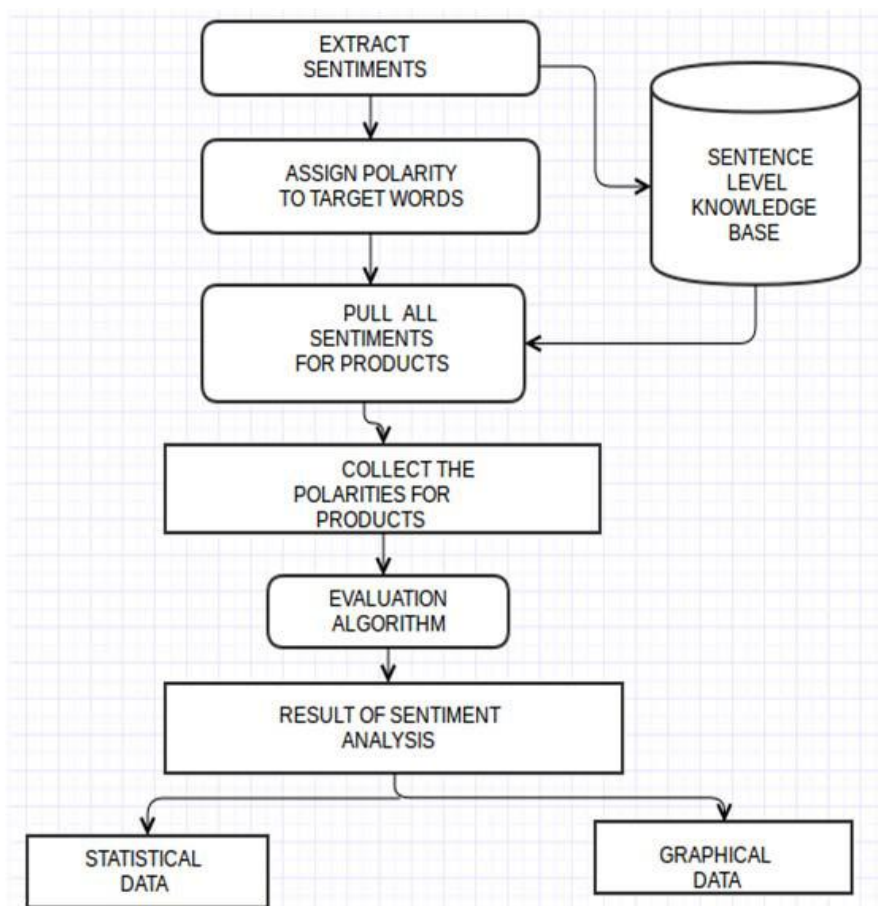 EXTRACT
SENTIMENTS
ASSIGN POLARITY
TO TARGET WORDS
SENTENCE
LEVEL
KNOWLEDGE
BASE
PULL ALL
SENTIMENTS
FOR PRODUCTS
COLLECT THE
POLARITIES FOR
PRODUCTS
EVALUATION
ALGORITHM
RESULT OF SENTIMENT
ANALYSIS
STATISTICAL
DATA
GRAPHICAL
DATA